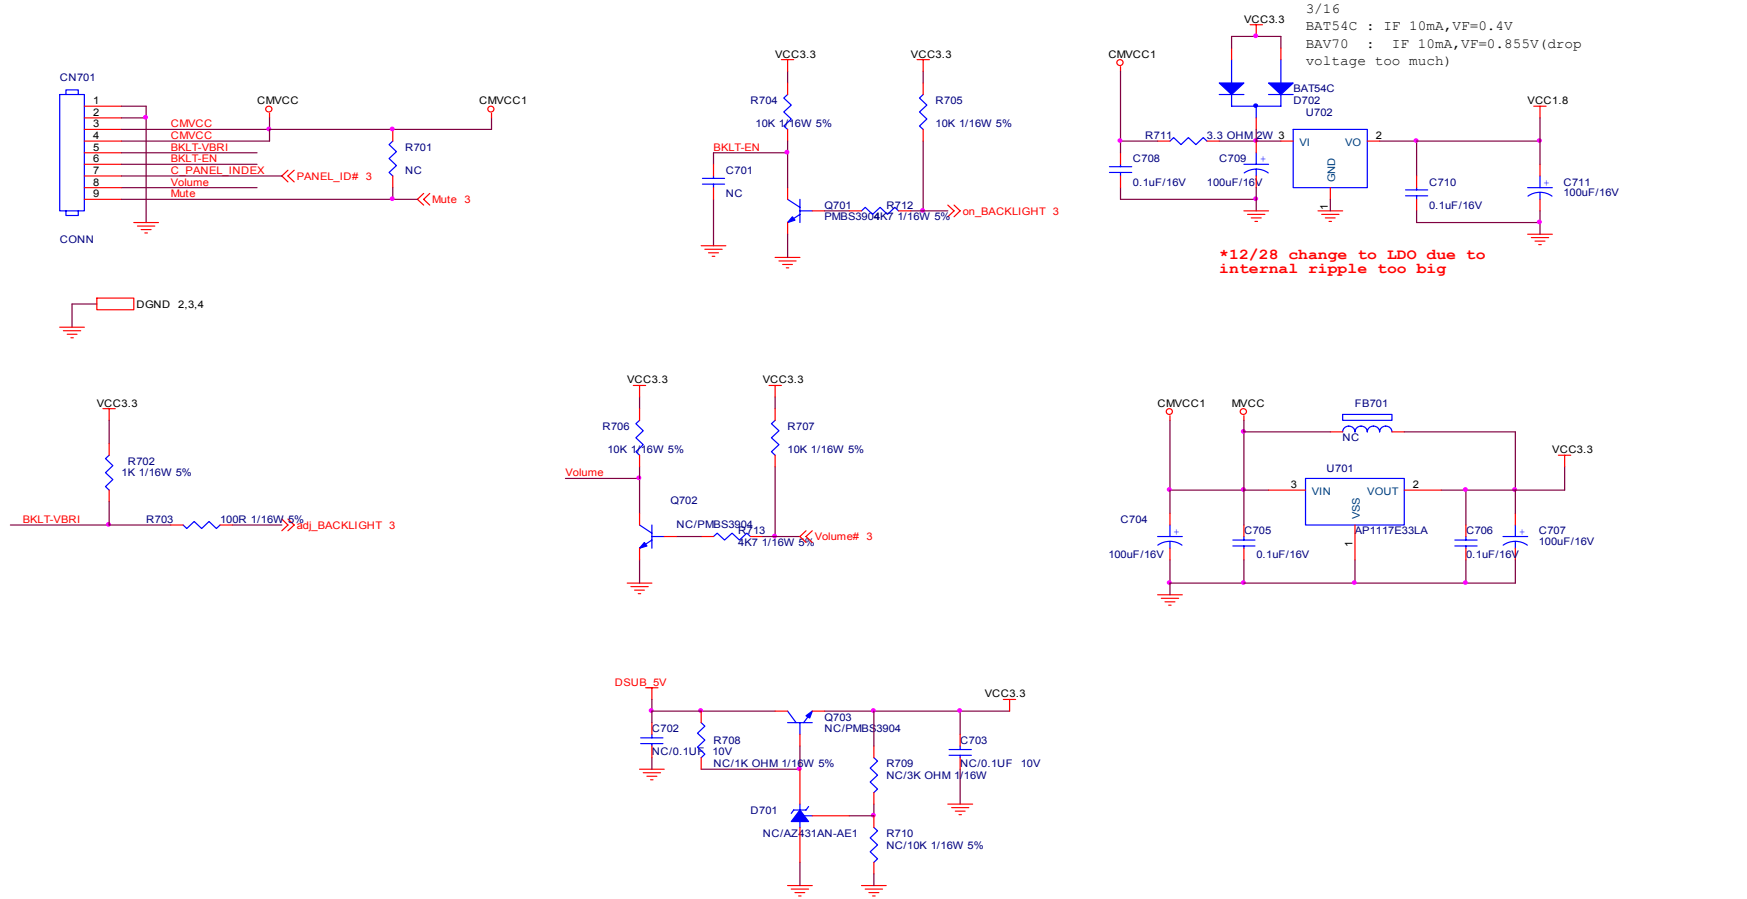 3/16
BAT54C : IF 10mA,VF=0.4V
BAV70 : IF 10mA,VF=0.855V(drop
voltage too much)
CN701
1
2
3
4
5
6
7
8
9
CMVCC
CMVCC
BKLT-VBRI
BKLT-EN
C_PANEL_INDEX
Volume
Mute
CMVCC
CMVCC1
R701
NC
PANEL_ID# 3
Mute 3
CONN
DGND 2,3,4
VCC3.3
R704
10K 1/16W 5%
BKLT-EN
C701
NC
Q701
PMBS3904
VCC3.3
R705
10K 1/16W 5%
R712
4K7 1/16W 5%
on_BACKLIGHT 3
CMVCC1
C708
0.1uF/16V
R711
3.3 OHM 2W
VCC3.3
BAT54C
D702
U702
C709
100uF/16V
3
VI
VO
GND
1
2
C710
0.1uF/16V
VCC1.8
C711
100uF/16V
*12/28 change to LDO due to
internal ripple too big
VCC3.3
R702
1K 1/16W 5%
BKLT-VBRI
R703
100R 1/16W 5%
adj_BACKLIGHT 3
VCC3.3
R706
10K 1/16W 5%
Volume
Q702
NC/PMBS3904
VCC3.3
R707
10K 1/16W 5%
R713
4K7 1/16W 5%
Volume# 3
CMVCC1
MVCC
FB701
NC
U701
3
VIN
VOUT
VSS
1
2
AP1117E33LA
VCC3.3
C704
100uF/16V
C705
0.1uF/16V
C706
0.1uF/16V
C707
100uF/16V
DSUB_5V
C702
NC/0.1UF 10V
R708
NC/1K OHM 1/16W 5%
Q703
NC/PMBS3904
VCC3.3
C703
NC/0.1UF 10V
R709
NC/3K OHM 1/16W
D701
NC/AZ431AN-AE1
R710
NC/10K 1/16W 5%